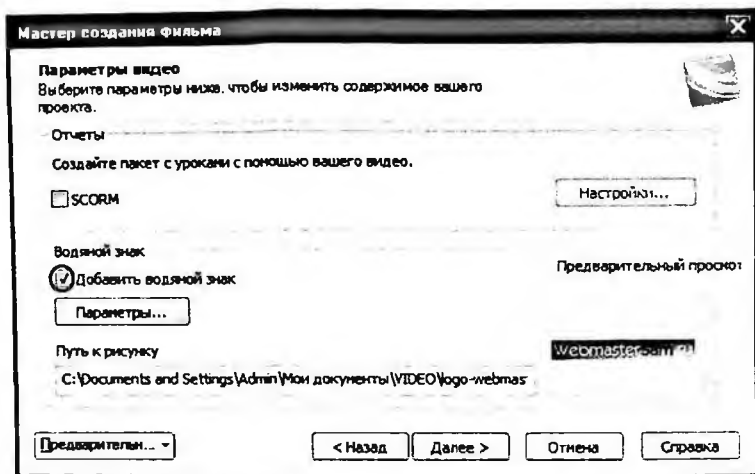 Мастер создания фильма
Параметры видео
Выберите параметры ниже, чтобы изменить содержимое вашего
проекта.
Отчеты
Создайте пакет с уроками с помощью вашего видео.
SCORM
Настройки...
Водяной знак
Добавить водяной знак
Предварительный просмот
Параметры...
Путь к рисунку
C:\Documents and Settings\Admin\Мои документы\VIDEO\logo-webmas
Предварительн...
< Назад
Далее >
Отмена
Справка